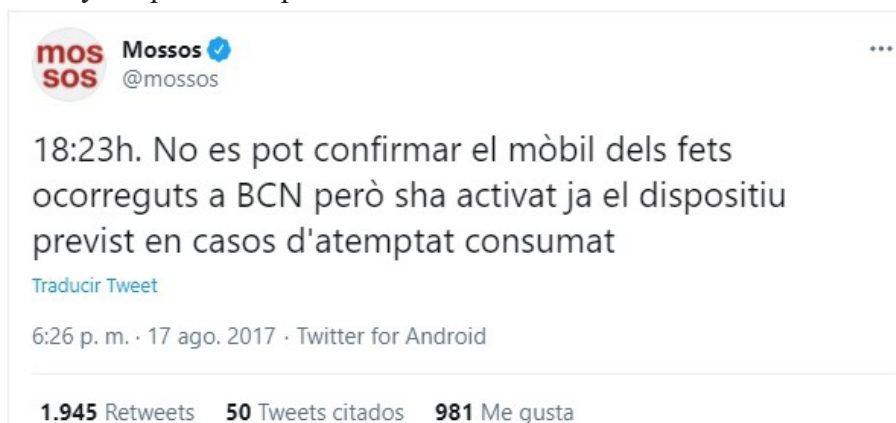 mos
sos
Mossos
@mossos
18:23h. No es pot confirmar el mòbil dels fets
ocorreguts a BCN però sha activat ja el dispositiu
previst en casos d'atemptat consumat
Traducir Tweet
6:26 p. m. · 17 ago. 2017 · Twitter for Android
1.945 Retweets 50 Tweets citados 981 Me gusta